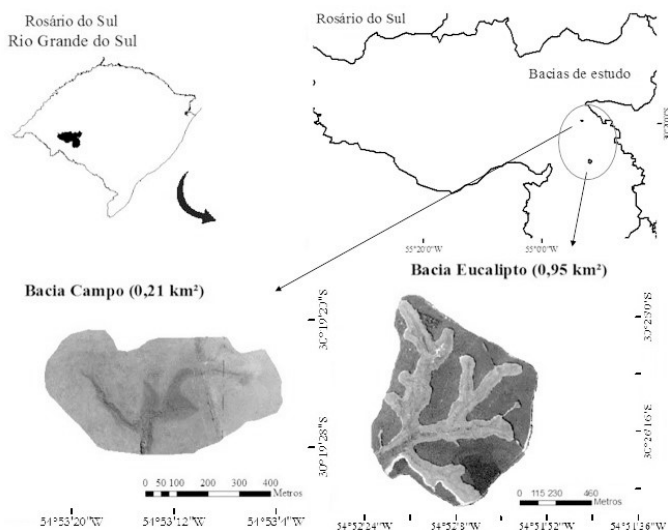 Rosário do Sul
Rio Grande do Sul
Rosário do Sul
Bacias de estudo
55°20'0"W
55°0'0"W
Bacia Campo (0,21 km²)
Bacia Eucalipto (0,95 km²)
30°19'20"S
30°19'28"S
0 50 100 200 300 400
Metros
54°53'20"W
54°53'12"W
54°53'4"W
30°26'16"S
0 115 230 460
Metros
54°52'24"W
54°52'8"W
54°51'52"W
54°51'36"W